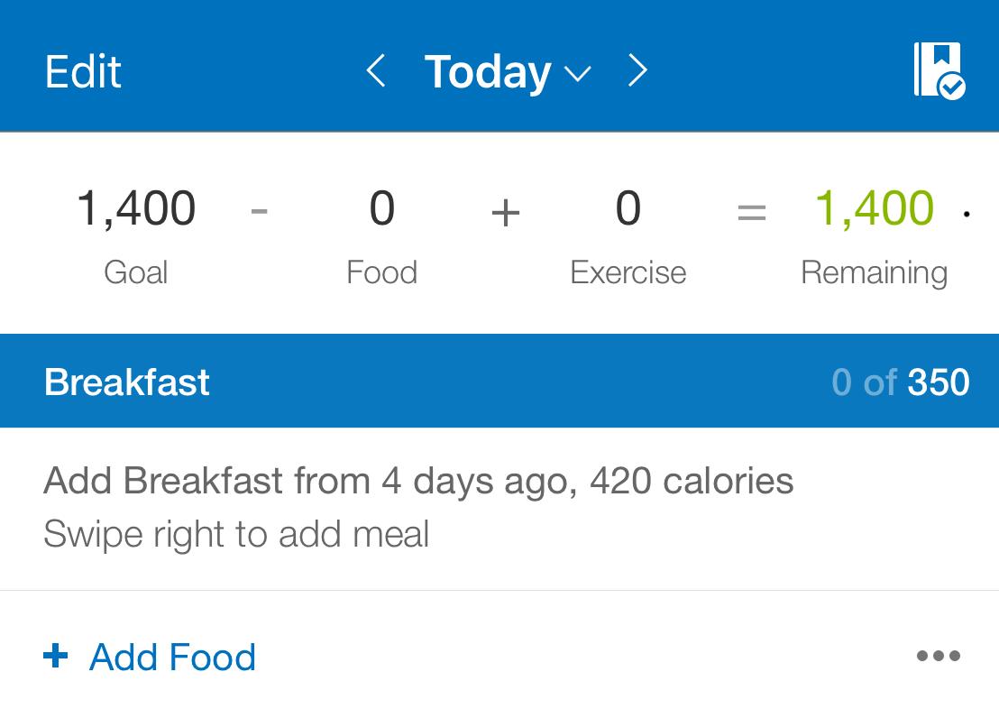 Edit Today
1,400 - 0 + 0 = 1,400
Goal Food Exercise Remaining
Breakfast 0 of 350
Add Breakfast from 4 days ago, 420 calories
Swipe right to add meal
+ Add Food